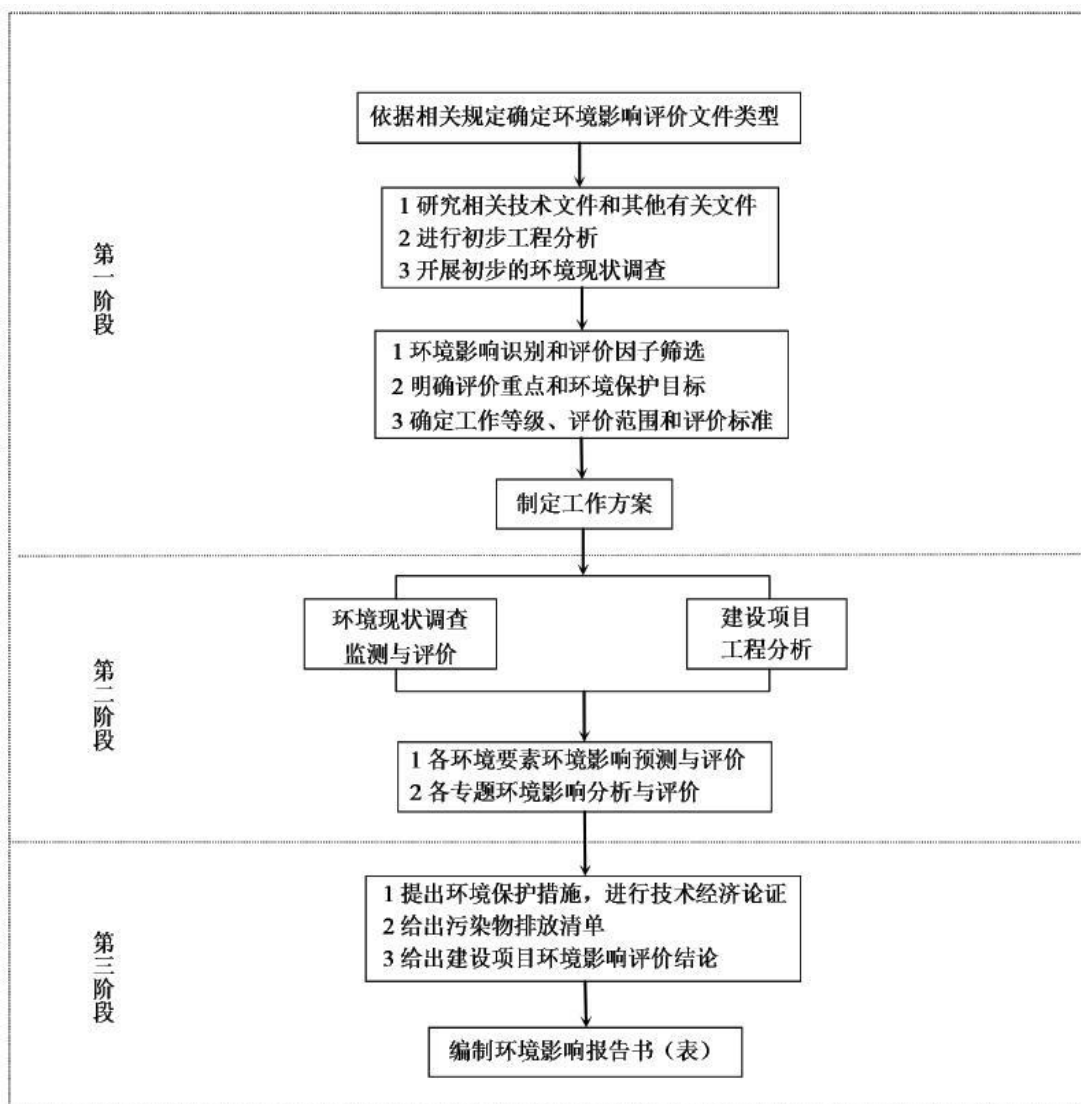 依据相关规定确定环境影响评价文件类型
1 研究相关技术文件和其他有关文件
2 进行初步工程分析
3 开展初步的环境现状调查
第一阶段
1 环境影响识别和评价因子筛选
2 明确评价重点和环境保护目标
3 确定工作等级、评价范围和评价标准
制定工作方案
环境现状调查
监测与评价
建设项目
工程分析
第二阶段
1 各环境要素环境影响预测与评价
2 各专题环境影响分析与评价
1 提出环境保护措施，进行技术经济论证
2 给出污染物排放清单
3 给出建设项目环境影响评价结论
第三阶段
编制环境影响报告书（表）